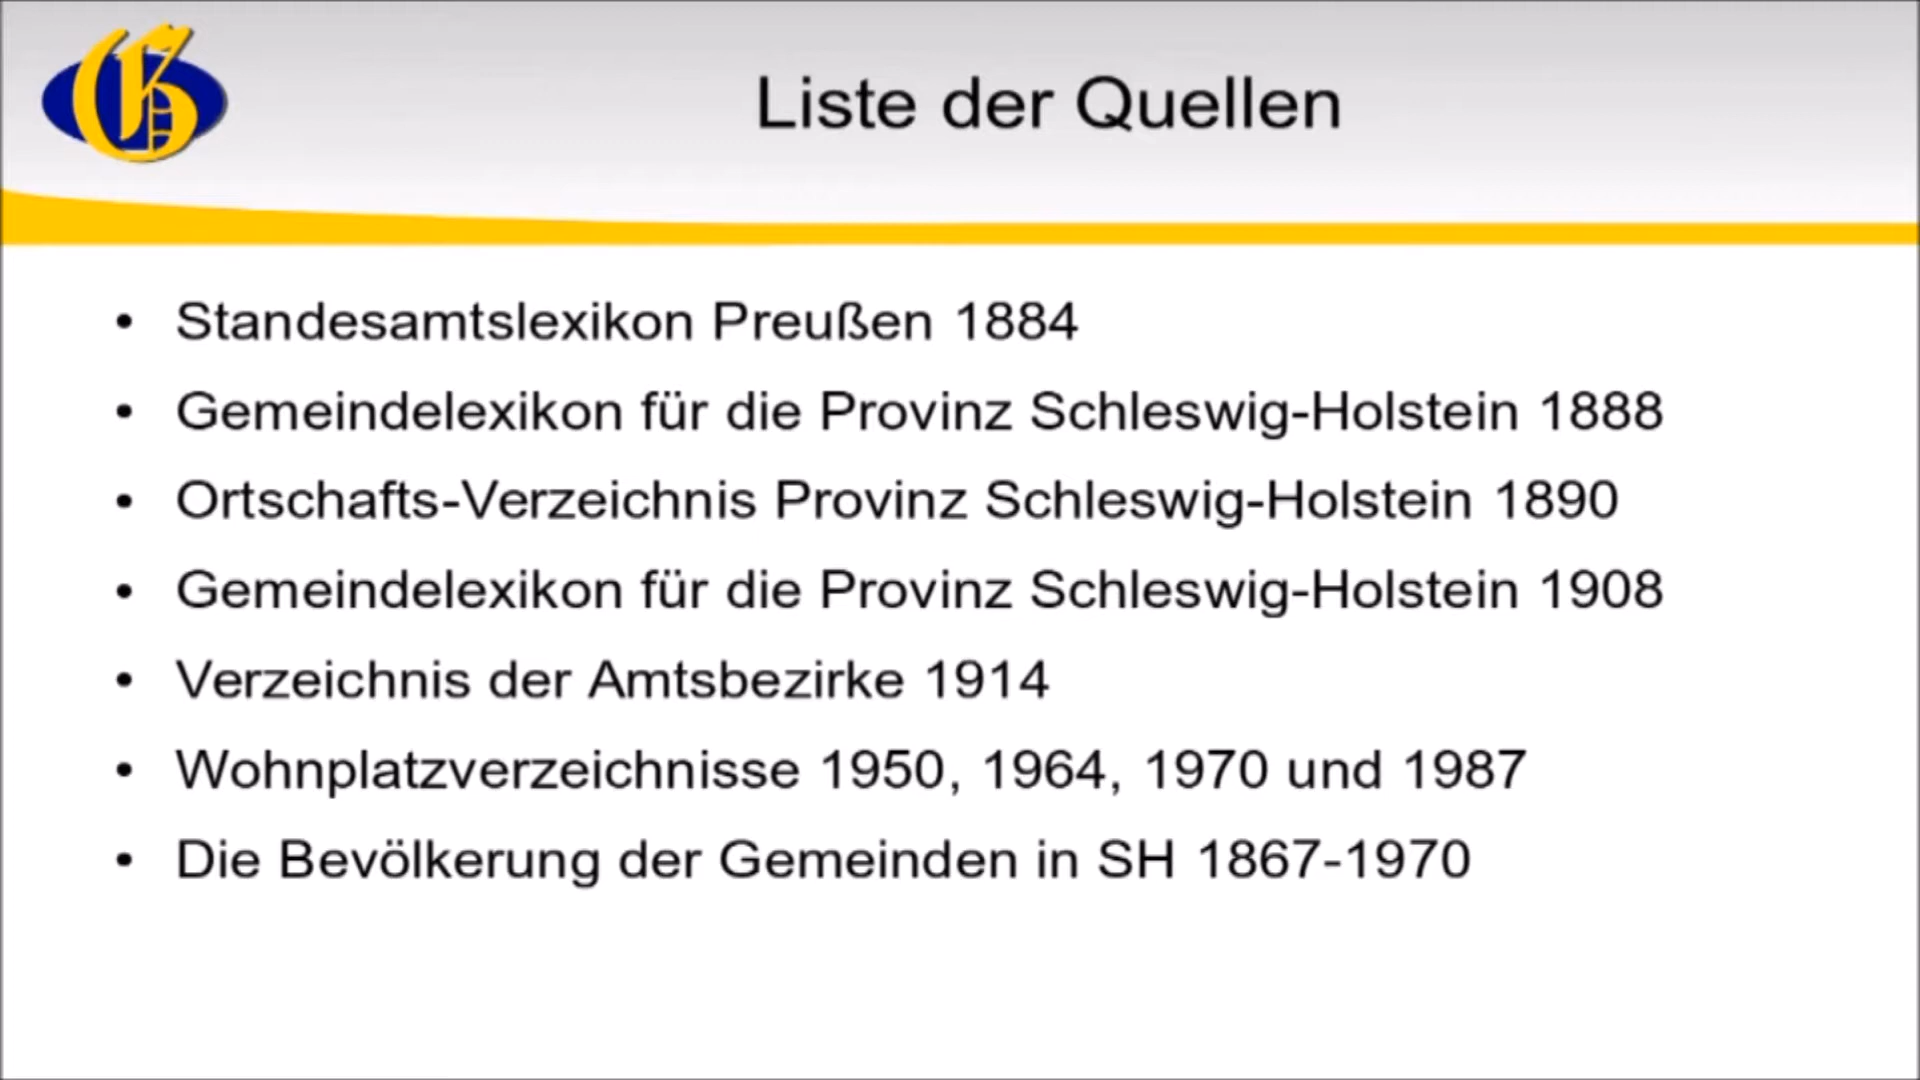 Liste der Quellen
• Standesamtslexikon Preußen 1884
• Gemeindelexikon für die Provinz Schleswig-Holstein 1888
• Ortschafts-Verzeichnis Provinz Schleswig-Holstein 1890
• Gemeindelexikon für die Provinz Schleswig-Holstein 1908
• Verzeichnis der Amtsbezirke 1914
• Wohnplatzverzeichnisse 1950, 1964, 1970 und 1987
• Die Bevölkerung der Gemeinden in SH 1867-1970